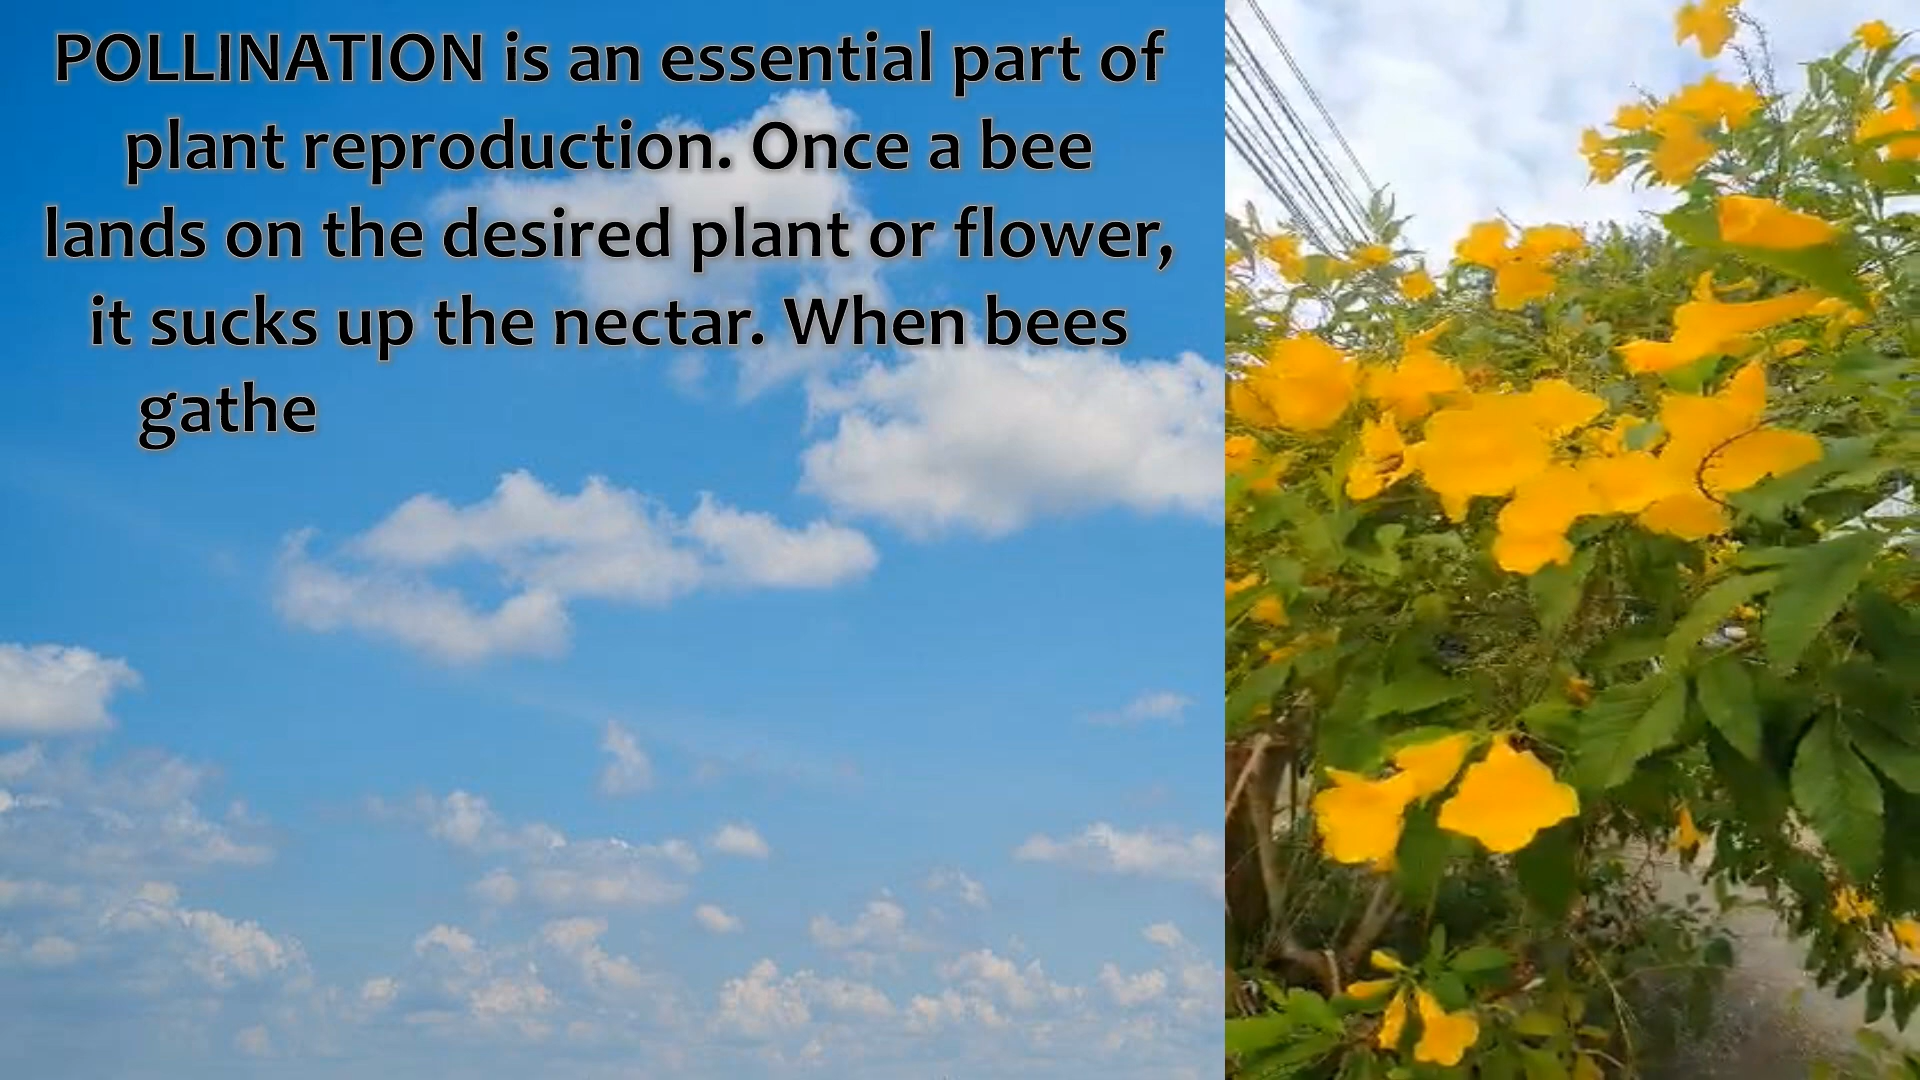 POLLINATION is an essential part of
plant reproduction. Once a bee
lands on the desired plant or flower,
it sucks up the nectar. When bees
gathe